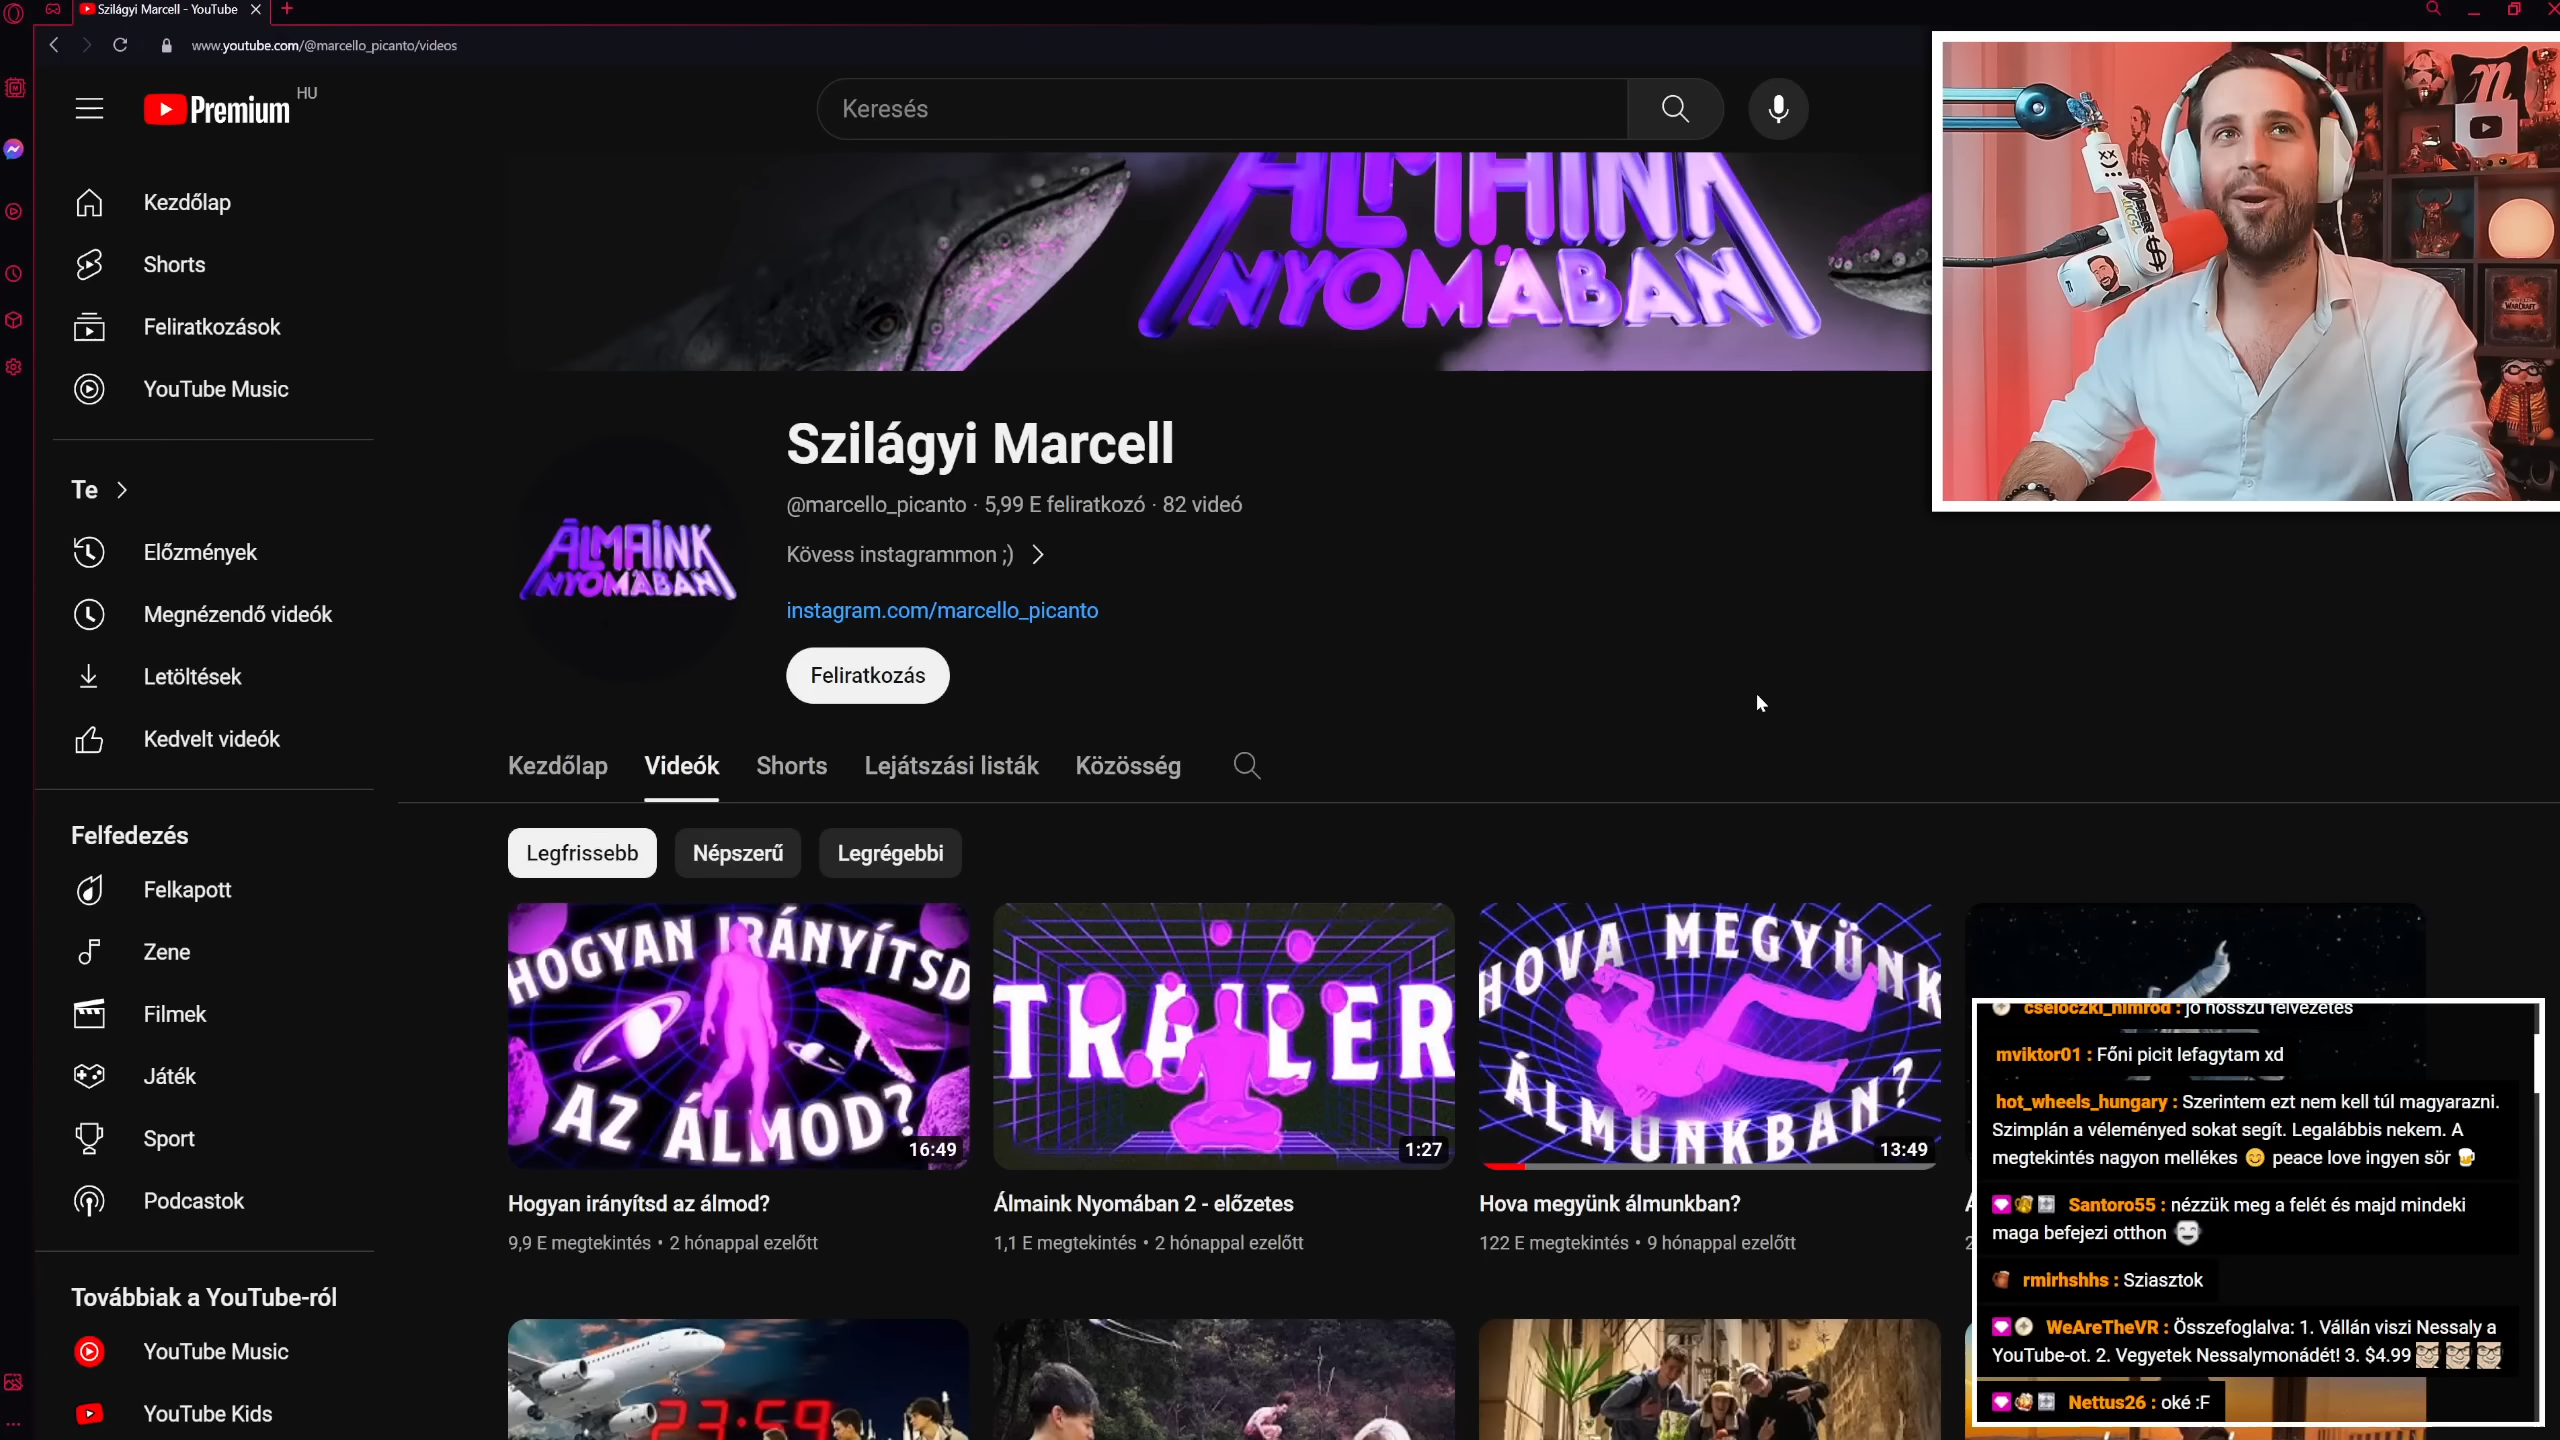 Szilágyi Marcell - YouTube
www.youtube.com/@marcello_picanto/videos
Premium HU
Keresés
Kezdőlap
Shorts
Feliratkozások
YouTube Music
Te
Előzmények
Megnézendő videók
Letöltések
Kedvelt videók
Felfedezés
Felkapott
Zene
Filmek
Játék
Sport
Podcastok
Továbbiak a YouTube-ról
YouTube Music
YouTube Kids
ÁLMAINK
NYOMÁBAN
ÁLMAINK
NYOMÁBAN
Szilágyi Marcell
@marcello_picanto · 5,99 E feliratkozó · 82 videó
Kövess instagrammon ;)
instagram.com/marcello_picanto
Feliratkozás
Kezdőlap Videók Shorts Lejátszási listák Közösség
Legfrissebb Népszerű Legrégebbi
HOGYAN IRÁNYÍTSD
AZ ÁLMOD?
16:49
TRAILER
1:27
HOVA MEGYÜNK
ÁLMUNKBAN?
13:49
Hogyan irányítsd az álmod?
9,9 E megtekintés • 2 hónappal ezelőtt
Álmaink Nyomában 2 - előzetes
1,1 E megtekintés • 2 hónappal ezelőtt
Hova megyünk álmunkban?
122 E megtekintés • 9 hónappal ezelőtt
23:59
cseloczki_nimrod : jó hosszú felvezetés
mviktor01 : Főni picit lefagytam xd
hot_wheels_hungary : Szerintem ezt nem kell túl magyarazni.
Szimplán a véleményed sokat segít. Legalábbis nekem. A
megtekintés nagyon mellékes 😊 peace love ingyen sör 🍺
Santoro55 : nézzük meg a felét és majd mindeki
maga befejezi otthon
rmirhshhs : Sziasztok
WeAreTheVR : Összefoglalva: 1. Vállán viszi Nessaly a
YouTube-ot. 2. Vegyetek Nessalymonádét! 3. $4.99
Nettus26 : oké :F